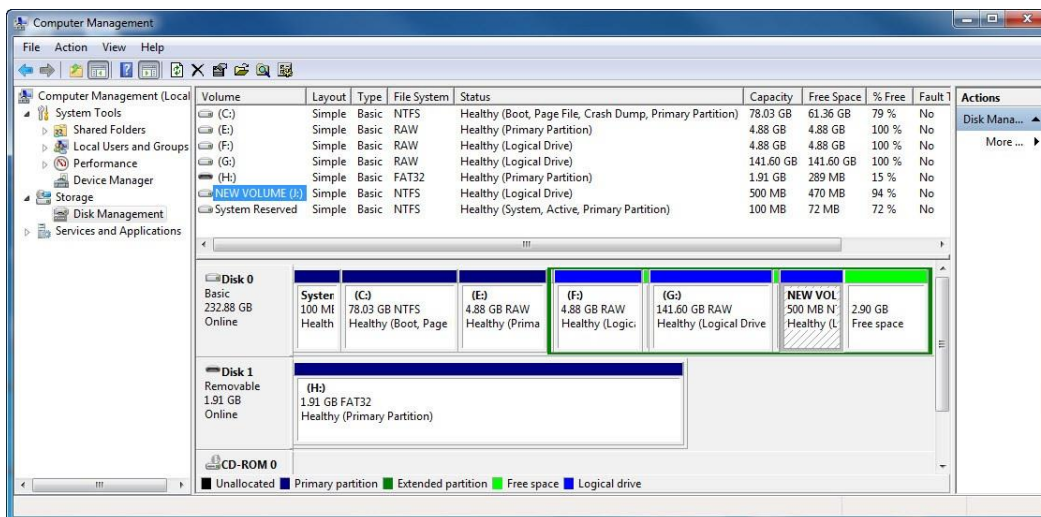 Computer Management
File Action View Help
Computer Management (Local
System Tools
Shared Folders
Local Users and Groups
Performance
Device Manager
Storage
Disk Management
Services and Applications
Volume Layout Type File System Status Capacity Free Space % Free Fault T
(C:) Simple Basic NTFS Healthy (Boot, Page File, Crash Dump, Primary Partition) 78.03 GB 61.36 GB 79 % No
(E:) Simple Basic RAW Healthy (Primary Partition) 4.88 GB 4.88 GB 100 % No
(F:) Simple Basic RAW Healthy (Logical Drive) 4.88 GB 4.88 GB 100 % No
(G:) Simple Basic RAW Healthy (Logical Drive) 141.60 GB 141.60 GB 100 % No
(H:) Simple Basic FAT32 Healthy (Primary Partition) 1.91 GB 289 MB 15 % No
NEW VOLUME (J:) Simple Basic NTFS Healthy (Logical Drive) 500 MB 470 MB 94 % No
System Reserved Simple Basic NTFS Healthy (System, Active, Primary Partition) 100 MB 72 MB 72 % No
Actions
Disk Mana...
More ...
Disk 0
Basic
232.88 GB
Online
System
100 MB
Health
(C:)
78.03 GB NTFS
Healthy (Boot, Page
(E:)
4.88 GB RAW
Healthy (Prima
(F:)
4.88 GB RAW
Healthy (Logic
(G:)
141.60 GB RAW
Healthy (Logical Drive
NEW VOL
500 MB N
Healthy (L
2.90 GB
Free space
Disk 1
Removable
1.91 GB
Online
(H:)
1.91 GB FAT32
Healthy (Primary Partition)
CD-ROM 0
Unallocated Primary partition Extended partition Free space Logical drive